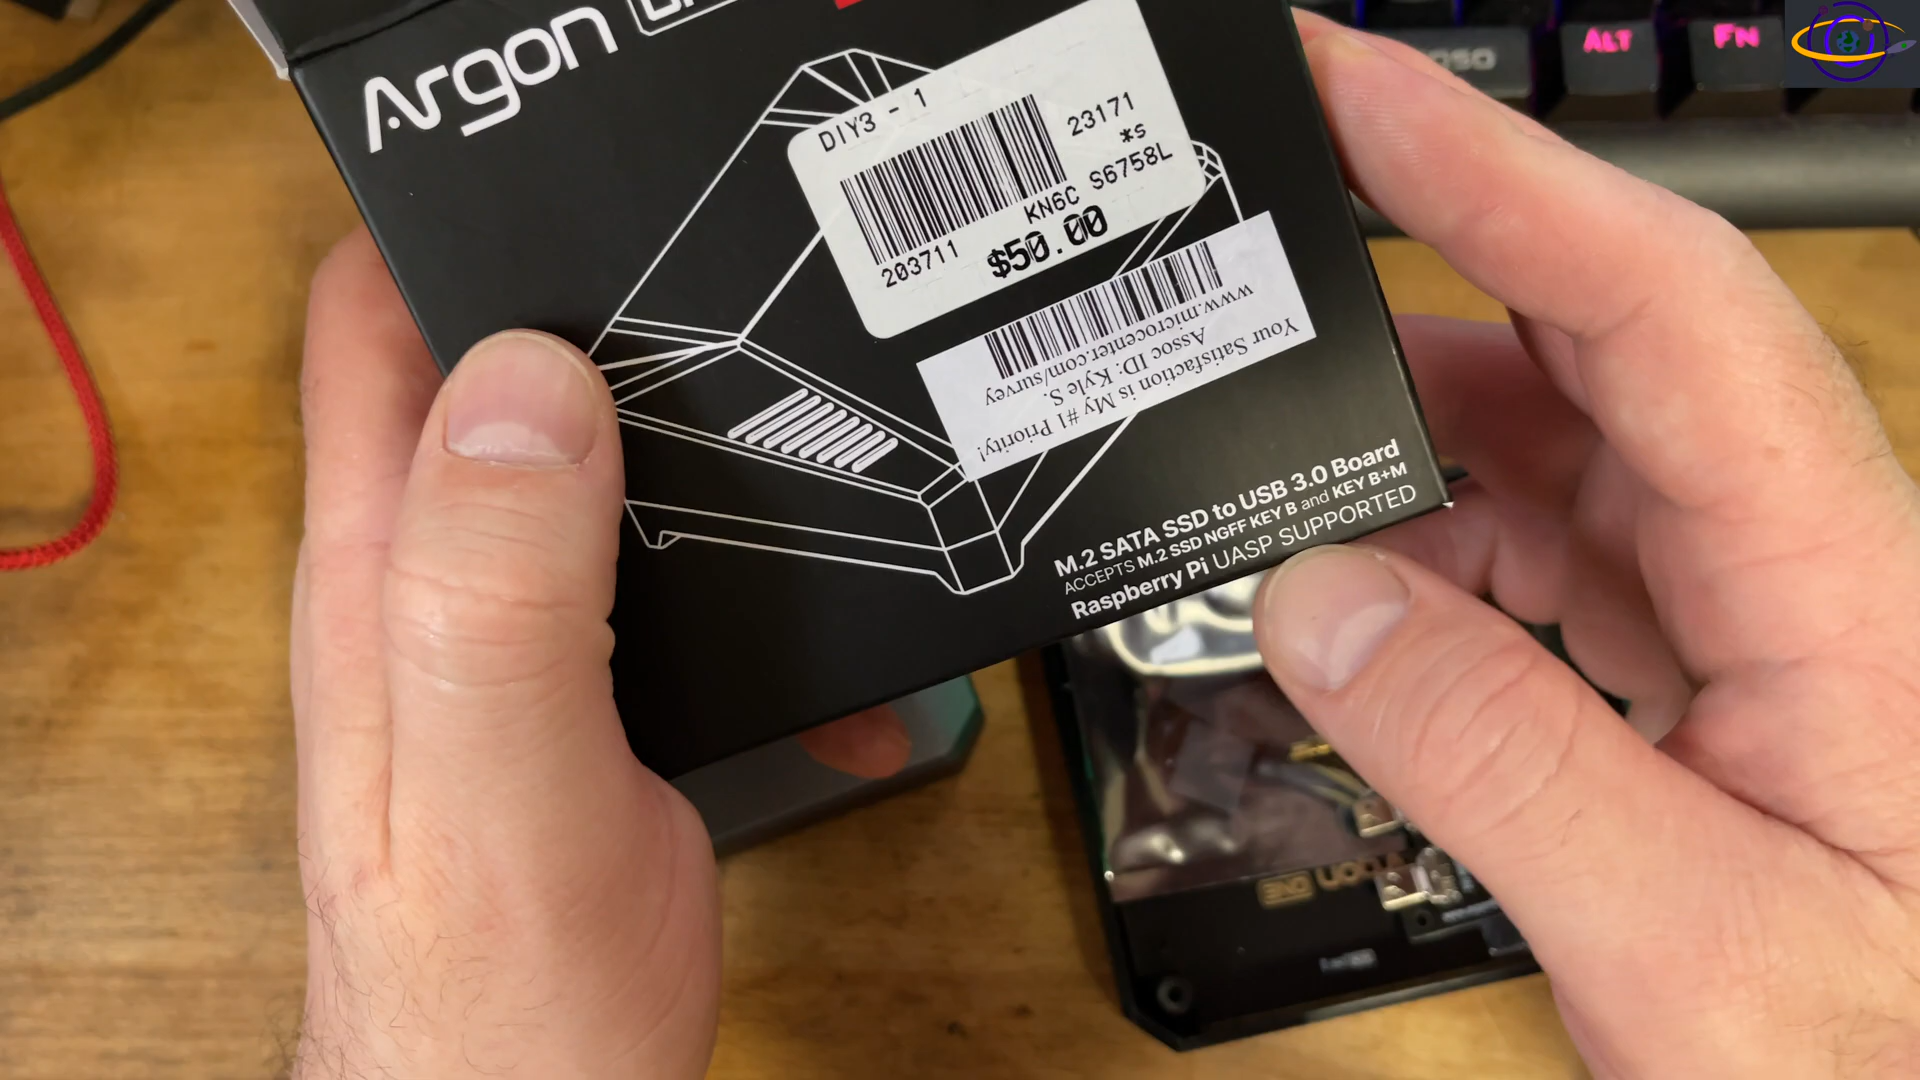 Argon
DIY3 - 1
23171
*s
KN6C S6758L
203711 $50.00
Your Satisfaction is My #1 Priority!
Assoc ID: Kyle S.
www.microcenter.com/survey
M.2 SATA SSD to USB 3.0 Board
ACCEPTS M.2 SSD NGFF KEY B and KEY B+M
Raspberry Pi UASP SUPPORTED
ALT
FN
ONE